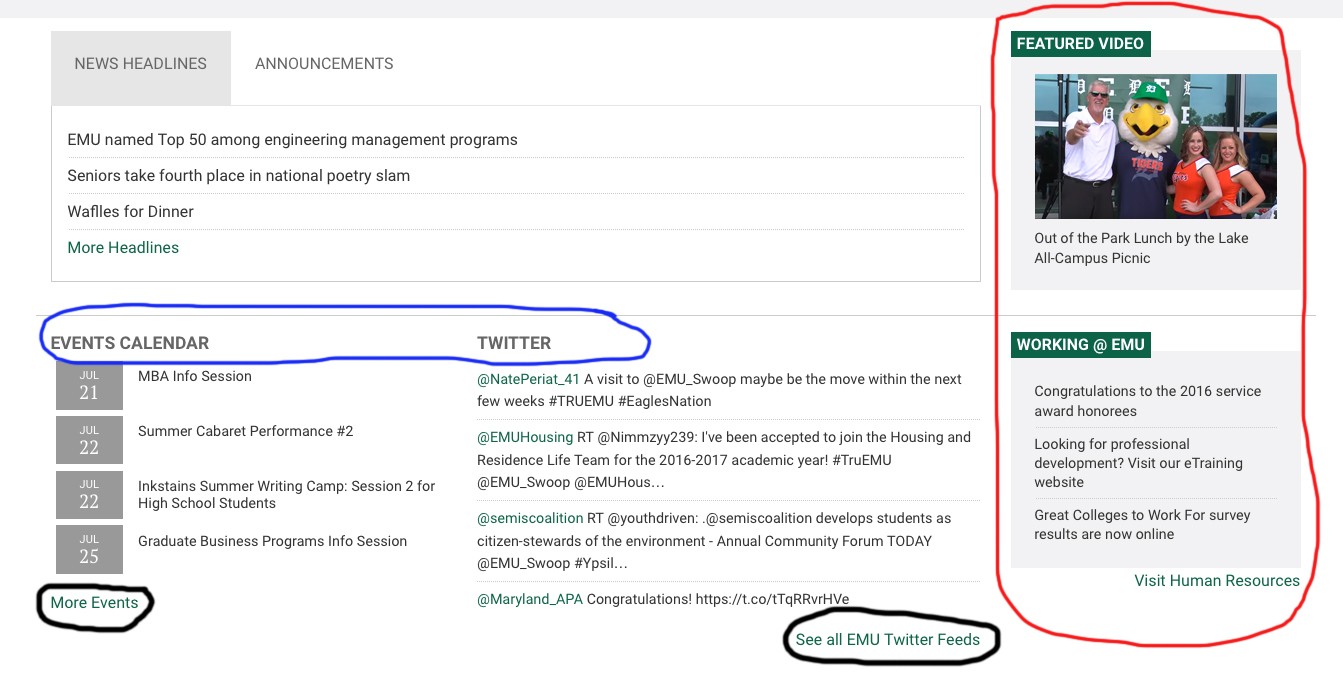 NEWS HEADLINES
ANNOUNCEMENTS
EMU named Top 50 among engineering management programs
Seniors take fourth place in national poetry slam
Waflles for Dinner
More Headlines
FEATURED VIDEO
TIGERS
Out of the Park Lunch by the Lake
All-Campus Picnic
EVENTS CALENDAR
JUL
21
MBA Info Session
JUL
22
Summer Cabaret Performance #2
JUL
22
Inkstains Summer Writing Camp: Session 2 for
High School Students
JUL
25
Graduate Business Programs Info Session
More Events
TWITTER
@NatePeriat_41 A visit to @EMU_Swoop maybe be the move within the next
few weeks #TRUEMU #EaglesNation
@EMUHousing RT @Nimmzyy239: I've been accepted to join the Housing and
Residence Life Team for the 2016-2017 academic year! #TruEMU
@EMU_Swoop @EMUHous…
@semiscoalition RT @youthdriven: .@semiscoalition develops students as
citizen-stewards of the environment - Annual Community Forum TODAY
@EMU_Swoop #Ypsil…
@Maryland_APA Congratulations! https://t.co/tTqRRvrHVe
See all EMU Twitter Feeds
WORKING @ EMU
Congratulations to the 2016 service
award honorees
Looking for professional
development? Visit our eTraining
website
Great Colleges to Work For survey
results are now online
Visit Human Resources